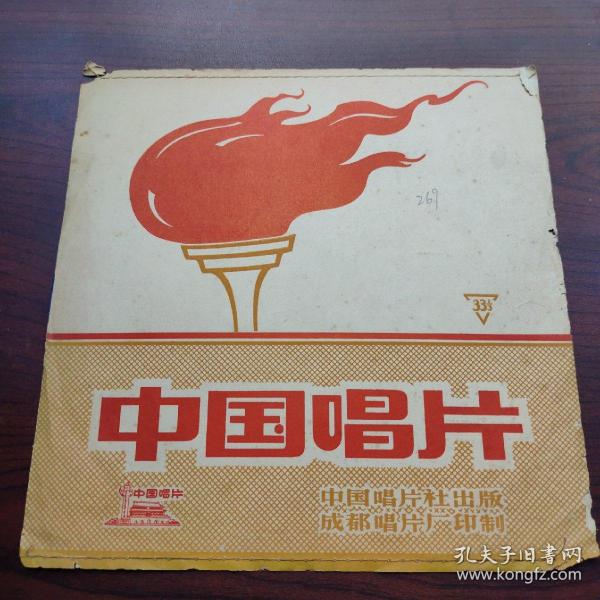 269
33⅓
中国唱片
中国唱片
中国唱片社出版
成都唱片厂印制
孔夫子旧书网
www.kongfz.com